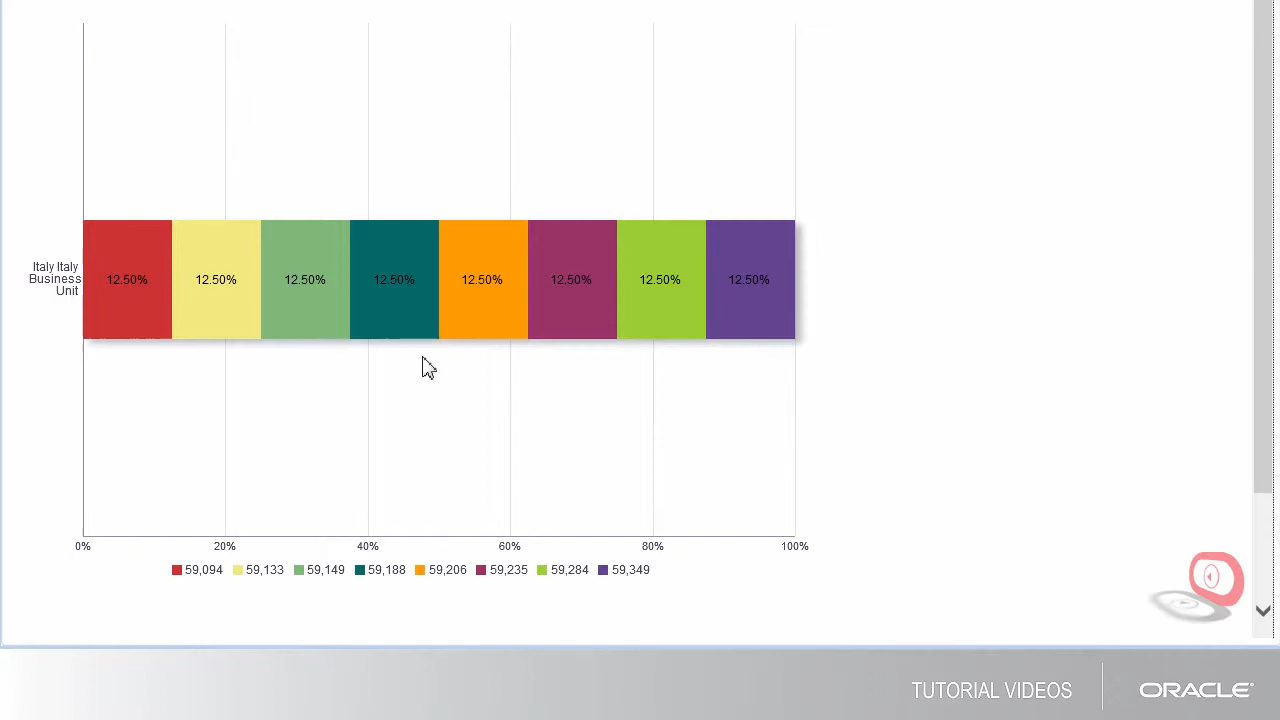 Italy Italy
Business
Unit
12.50% 12.50% 12.50% 12.50% 12.50% 12.50% 12.50% 12.50%
0% 20% 40% 60% 80% 100%
59,094 59,133 59,149 59,188 59,206 59,235 59,284 59,349
TUTORIAL VIDEOS ORACLE